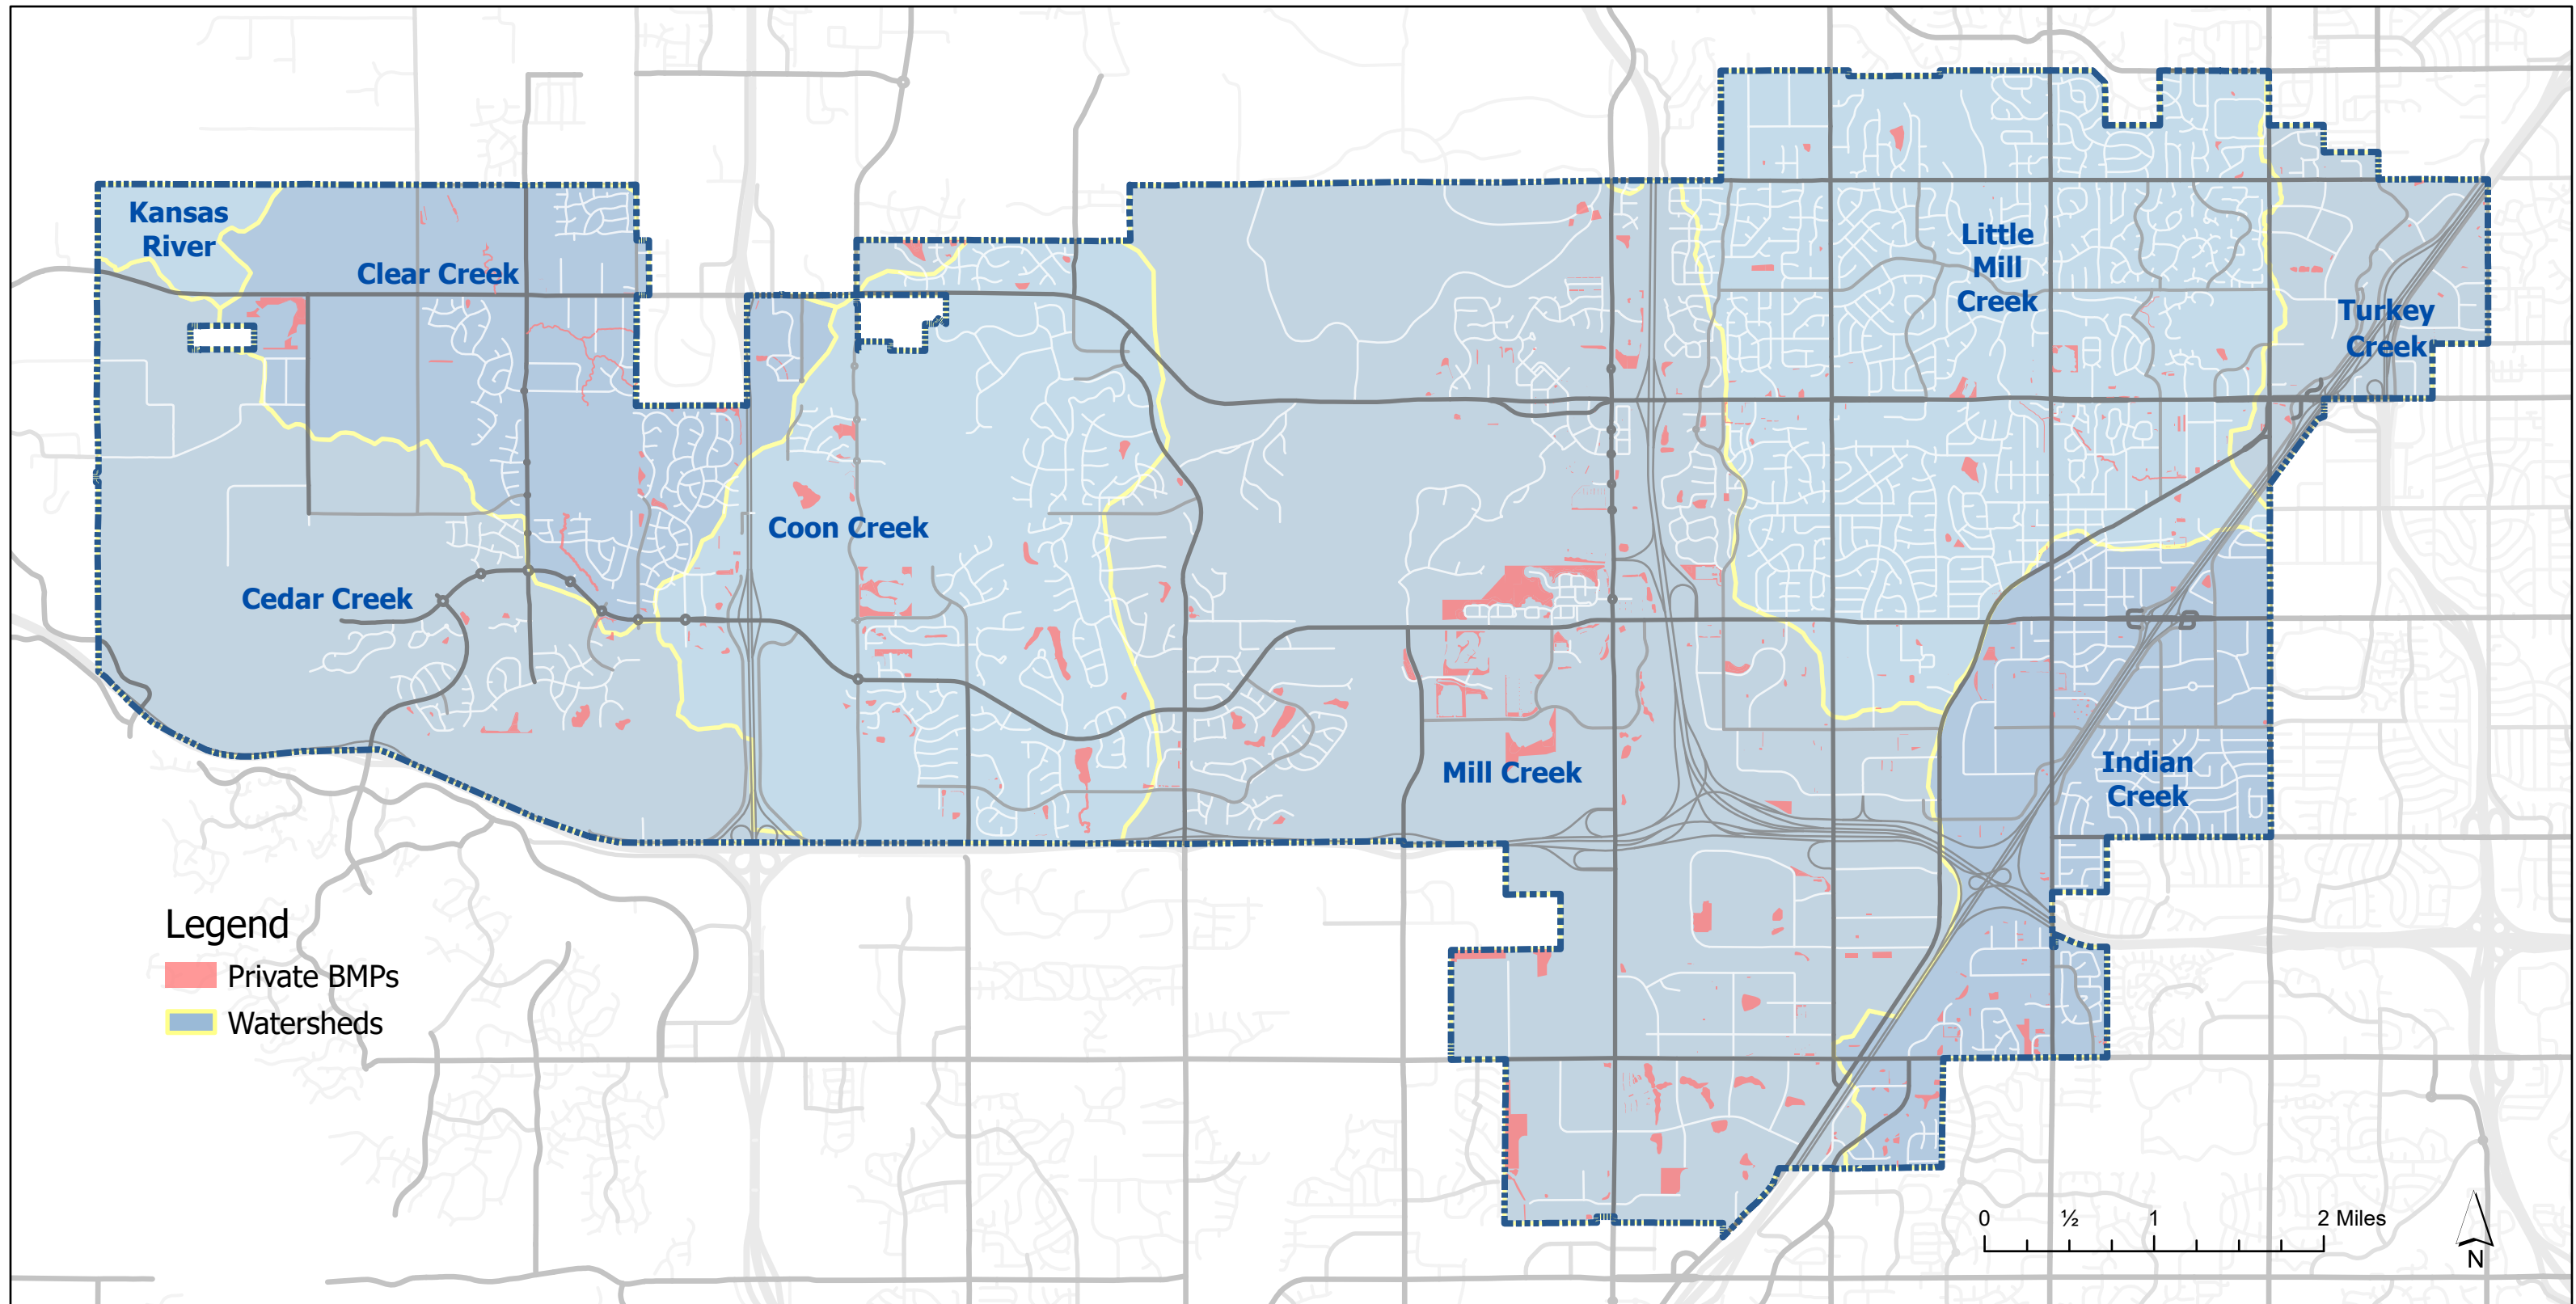 Kansas
River
Clear Creek
Little
Mill
Creek
Turkey
Creek
Coon Creek
Cedar Creek
Mill Creek
Indian
Creek
Legend
Private BMPs
Watersheds
0 ½ 1 2 Miles
N